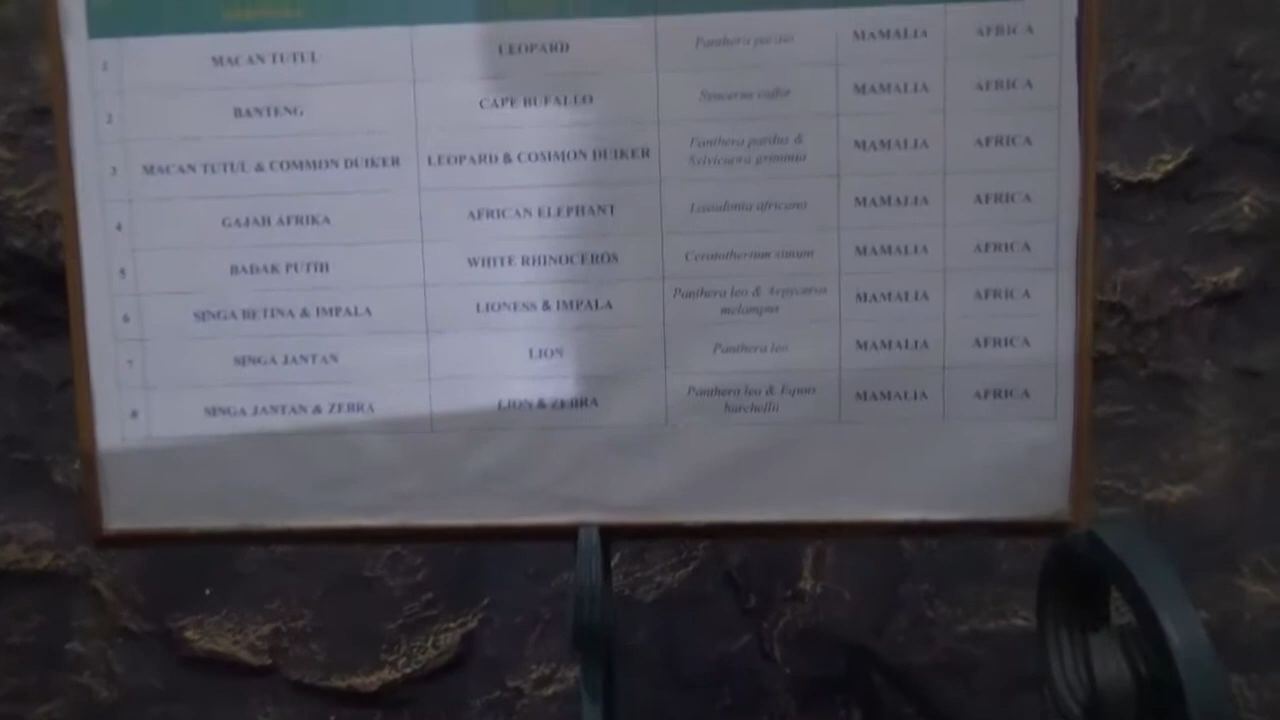 1 MACAN TUTUL LEOPARD Panthera pardus MAMALIA AFRICA
2 BANTENG CAPE BUFALLO Syncerus caffer MAMALIA AFRICA
3 MACAN TUTUL & COMMON DUIKER LEOPARD & COMMON DUIKER Panthera pardus & MAMALIA AFRICA
grimmia
4 GAJAH AFRIKA AFRICAN ELEPHANT africana MAMALIA AFRICA
5 BADAK PUTIH WHITE RHINOCEROS Ceratotherium simum MAMALIA AFRICA
6 SINGA BETINA & IMPALA LIONESS & IMPALA Panthera leo & MAMALIA AFRICA
melampus
7 SINGA JANTAN LION Panthera leo MAMALIA AFRICA
8 SINGA JANTAN & ZEBRA LION & ZEBRA Panthera leo & Equus MAMALIA AFRICA
burchellii